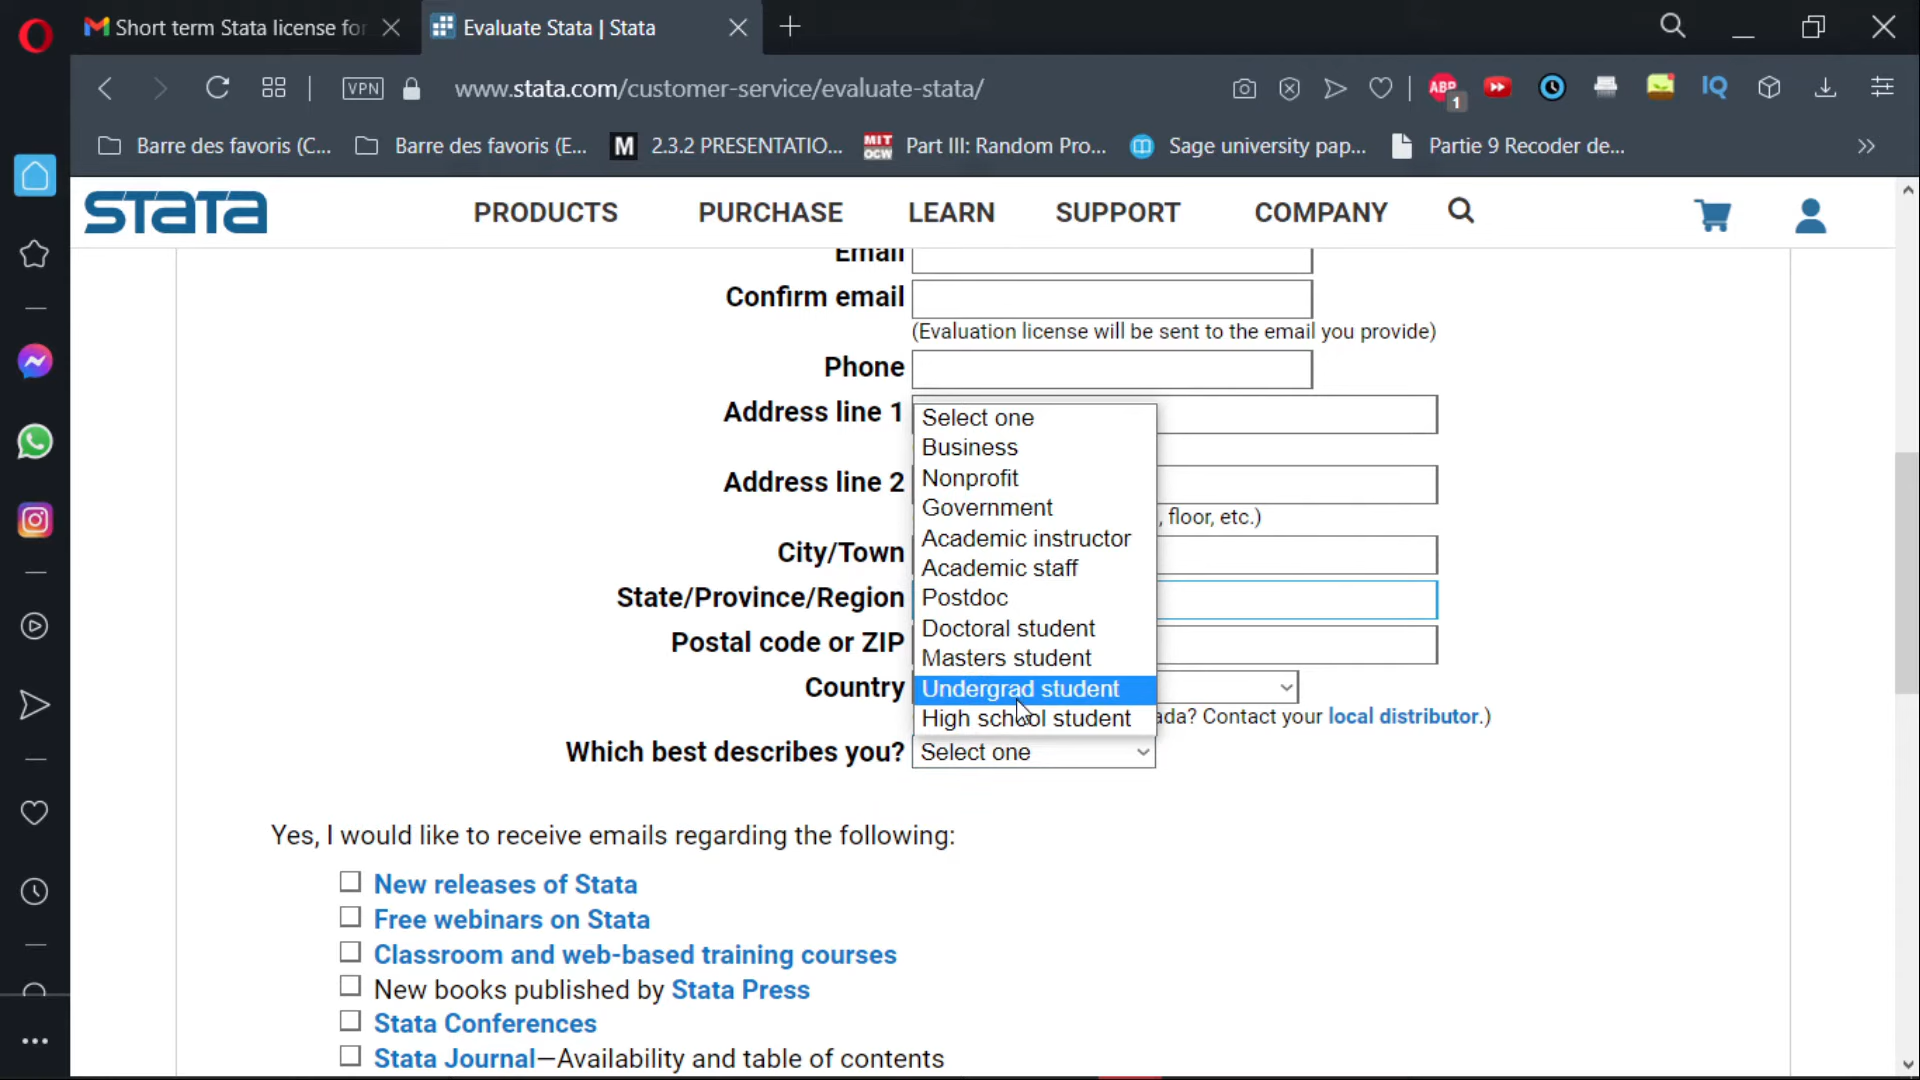 Short term Stata license for
Evaluate Stata | Stata
VPN
www.stata.com/customer-service/evaluate-stata/
ABP
1
IQ
Barre des favoris (C...
Barre des favoris (E...
M
2.3.2 PRESENTATIO...
MIT OCW
Part III: Random Pro...
Sage university pap...
Partie 9 Recoder de...
stata
PRODUCTS
PURCHASE
LEARN
SUPPORT
COMPANY
Email
Confirm email
(Evaluation license will be sent to the email you provide)
Phone
Address line 1
Select one
Business
Address line 2
Nonprofit
Government
, floor, etc.)
Academic instructor
City/Town
Academic staff
State/Province/Region
Postdoc
Doctoral student
Postal code or ZIP
Masters student
Country
Undergrad student
High school student
ada? Contact your local distributor.)
Which best describes you?
Select one
Yes, I would like to receive emails regarding the following:
New releases of Stata
Free webinars on Stata
Classroom and web-based training courses
New books published by Stata Press
Stata Conferences
Stata Journal—Availability and table of contents